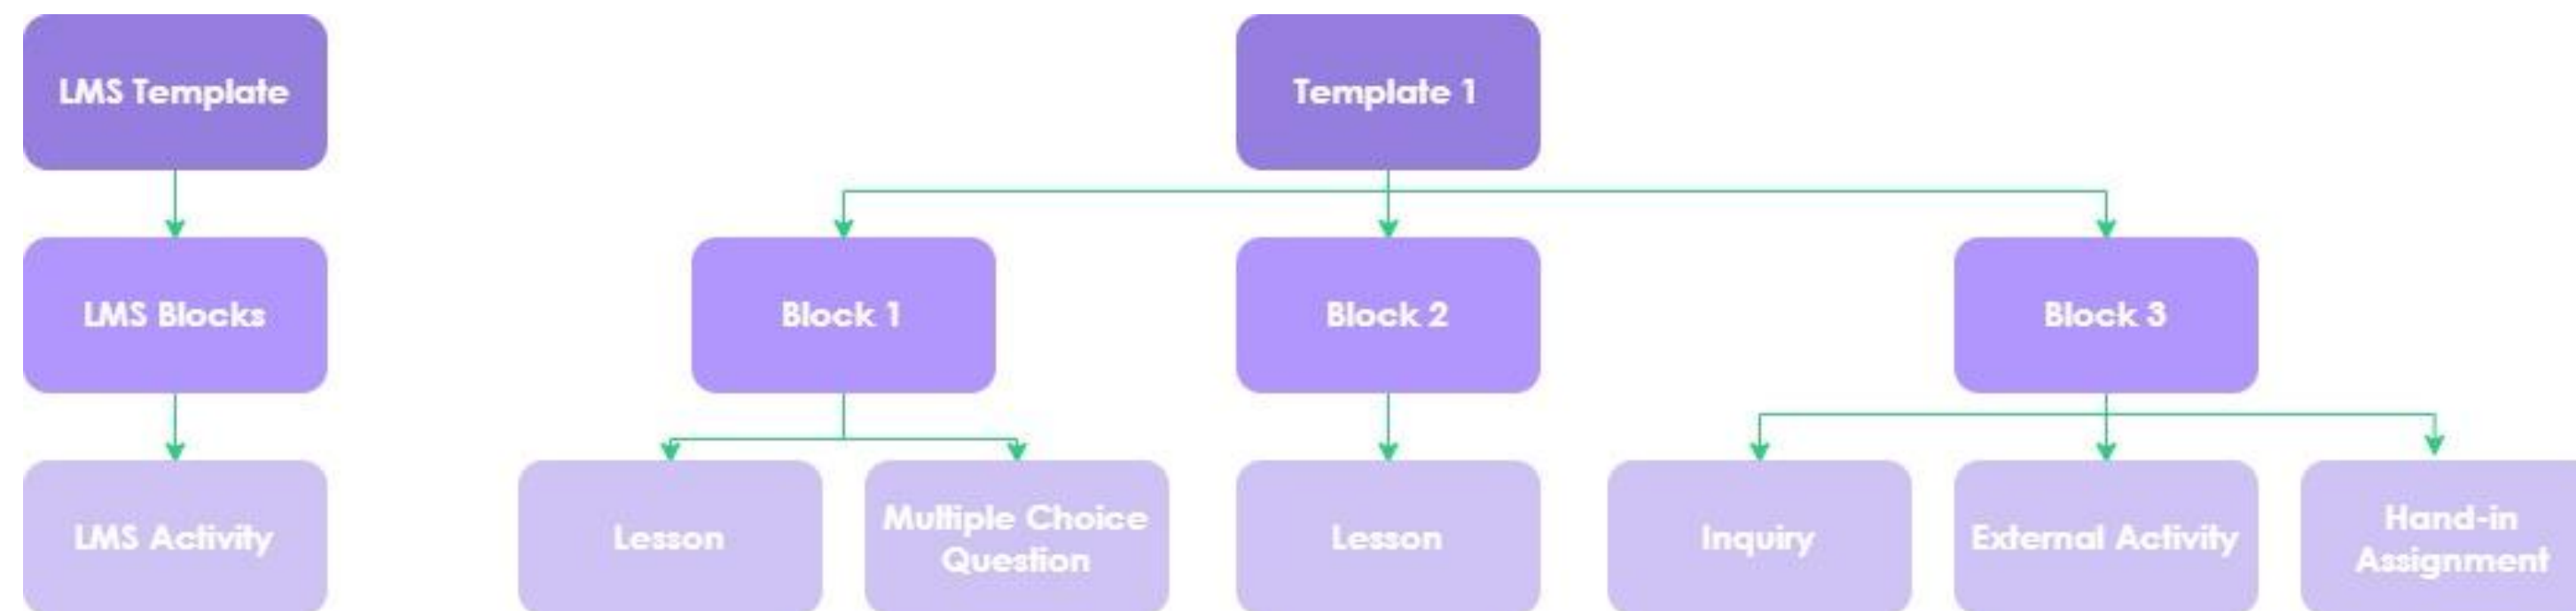 LMS Template
Template 1
LMS Blocks
Block 1
Block 2
Block 3
LMS Activity
Lesson
Multiple Choice
Question
Lesson
Inquiry
External Activity
Hand-in
Assignment